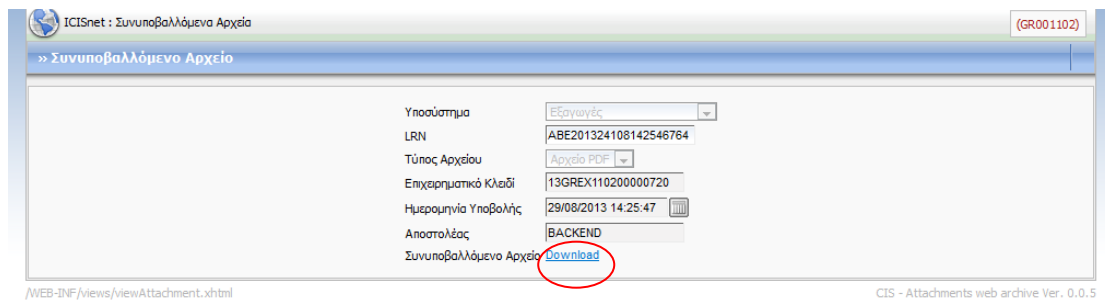 ICISnet : Συνυποβαλλόμενα Αρχεία
(GR001102)
» Συνυποβαλλόμενο Αρχείο
Υποσύστημα Εξαγωγές
LRN ABE201324108142546764
Τύπος Αρχείου Αρχείο PDF
Επιχειρηματικό Κλειδί 13GREX110200000720
Ημερομηνία Υποβολής 29/08/2013 14:25:47
Αποστολέας BACKEND
Συνυποβαλλόμενο Αρχείο Download
/WEB-INF/views/viewAttachment.xhtml CIS - Attachments web archive Ver. 0.0.5